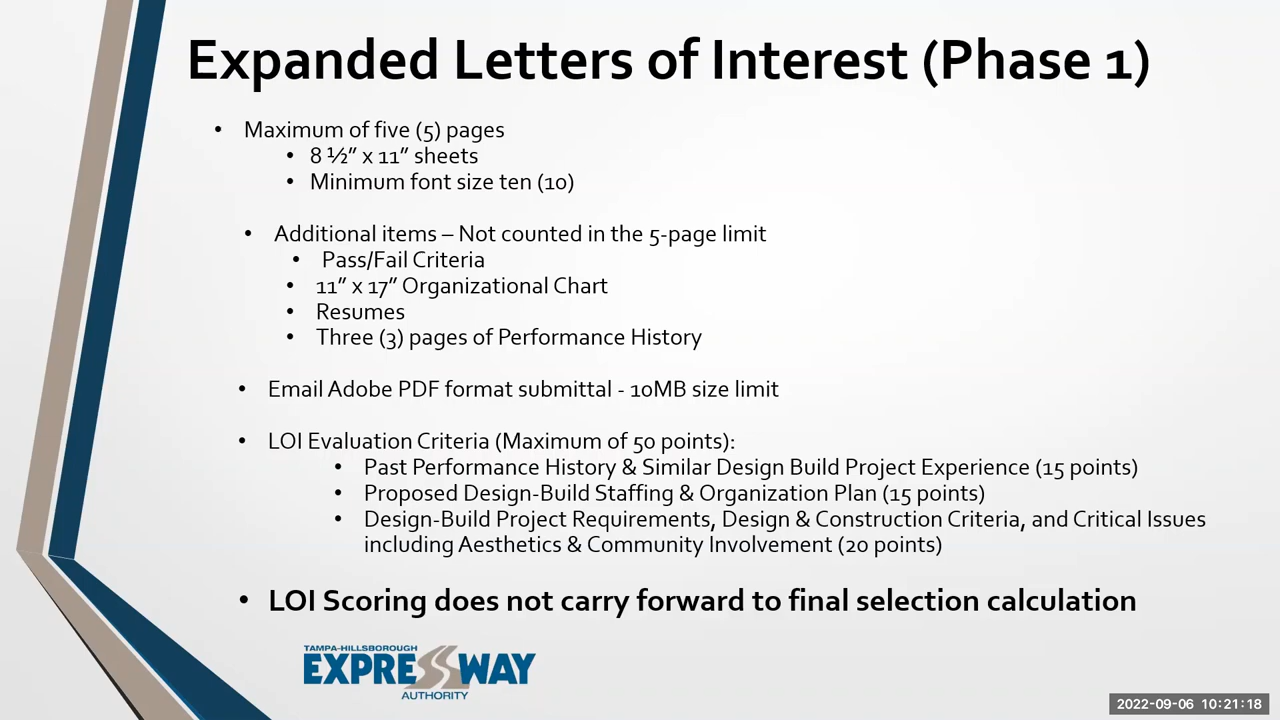 Expanded Letters of Interest (Phase 1)
• Maximum of five (5) pages
• 8 ½” x 11” sheets
• Minimum font size ten (10)
• Additional items – Not counted in the 5-page limit
• Pass/Fail Criteria
• 11” x 17” Organizational Chart
• Resumes
• Three (3) pages of Performance History
• Email Adobe PDF format submittal - 10MB size limit
• LOI Evaluation Criteria (Maximum of 50 points):
• Past Performance History & Similar Design Build Project Experience (15 points)
• Proposed Design-Build Staffing & Organization Plan (15 points)
• Design-Build Project Requirements, Design & Construction Criteria, and Critical Issues
including Aesthetics & Community Involvement (20 points)
• LOI Scoring does not carry forward to final selection calculation
TAMPA-HILLSBOROUGH
EXPRESSWAY
AUTHORITY
2022-09-06 10:21:18